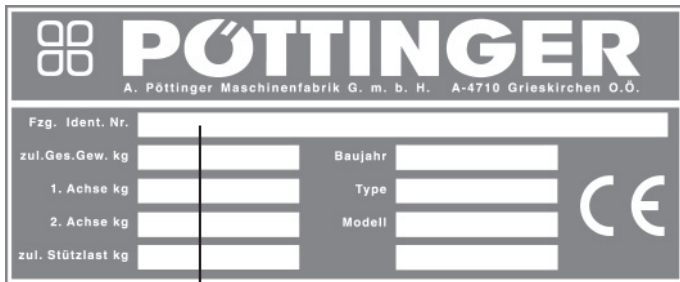 PÖTTINGER
A. Pöttinger Maschinenfabrik G. m. b. H. A-4710 Grieskirchen O.Ö.
Fzg. Ident. Nr.
zul.Ges.Gew. kg Baujahr
1. Achse kg Type
2. Achse kg Modell
zul. Stützlast kg
CE